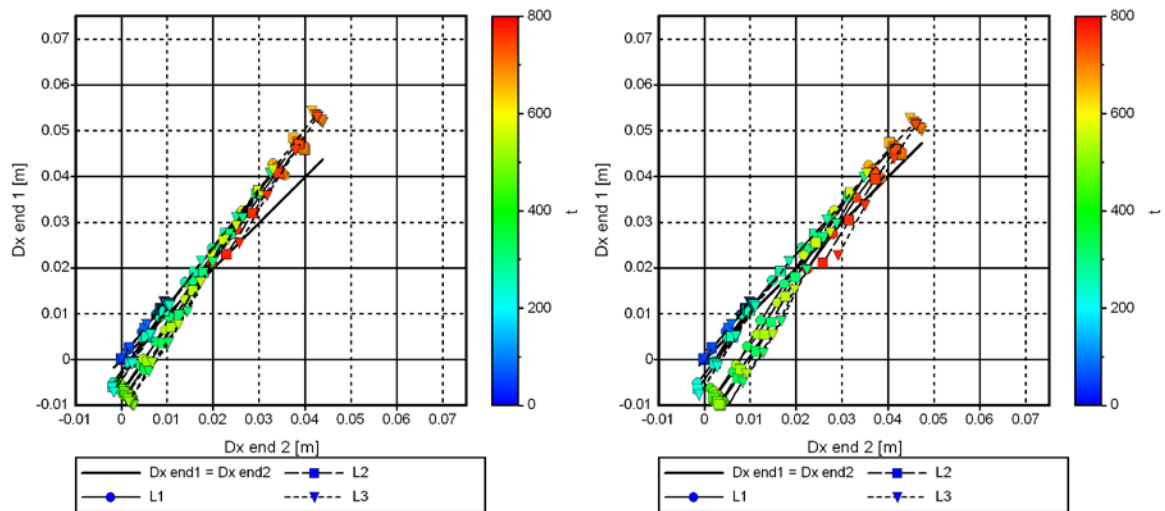 0.07
0.06
0.05
0.04
0.03
0.02
0.01
0
-0.01
Dx end 1 [m]
-0.01 0 0.01 0.02 0.03 0.04 0.05 0.06 0.07
Dx end 2 [m]
800
600
400
200
0
t
Dx end1 = Dx end2
L2
L1
L3
0.07
0.06
0.05
0.04
0.03
0.02
0.01
0
-0.01
Dx end 1 [m]
-0.01 0 0.01 0.02 0.03 0.04 0.05 0.06 0.07
Dx end 2 [m]
800
600
400
200
0
t
Dx end1 = Dx end2
L2
L1
L3